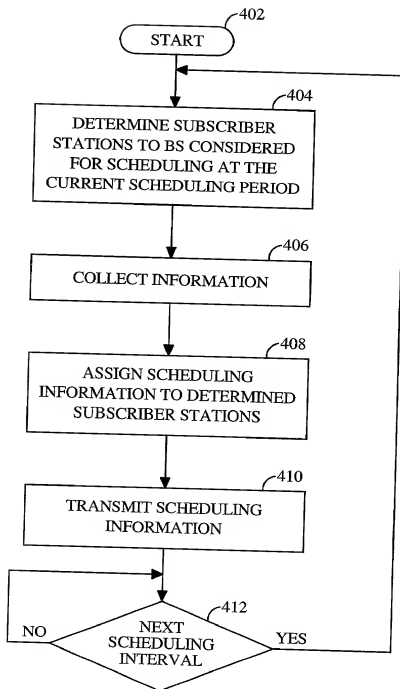 402
START
404
DETERMINE SUBSCRIBER
STATIONS TO BS CONSIDERED
FOR SCHEDULING AT THE
CURRENT SCHEDULING PERIOD
406
COLLECT INFORMATION
408
ASSIGN SCHEDULING
INFORMATION TO DETERMINED
SUBSCRIBER STATIONS
410
TRANSMIT SCHEDULING
INFORMATION
412
NO
NEXT
SCHEDULING
INTERVAL
YES